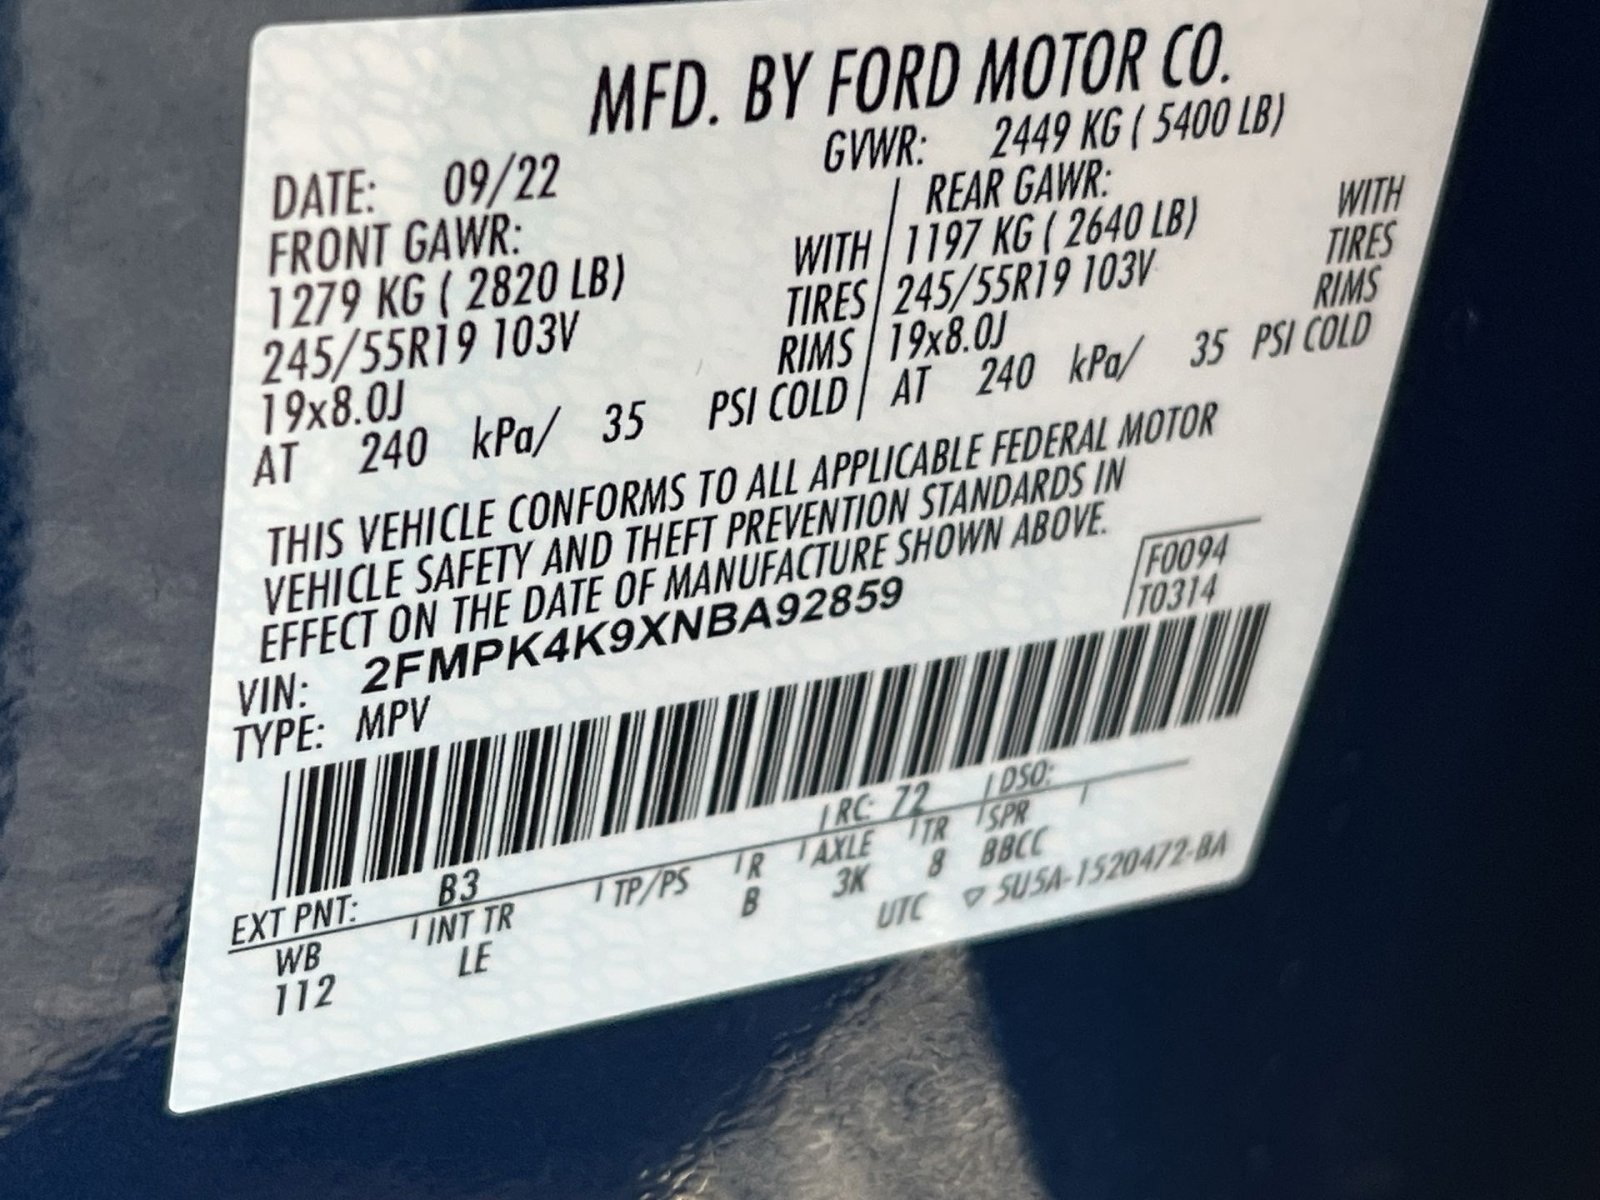 MFD. BY FORD MOTOR CO.
DATE: 09/22 GVWR: 2449 KG ( 5400 LB)
FRONT GAWR: REAR GAWR:
1279 KG ( 2820 LB) WITH 1197 KG ( 2640 LB) WITH
245/55R19 103V TIRES 245/55R19 103V TIRES
19x8.0J RIMS 19x8.0J RIMS
AT 240 kPa/ 35 PSI COLD AT 240 kPa/ 35 PSI COLD
THIS VEHICLE CONFORMS TO ALL APPLICABLE FEDERAL MOTOR
VEHICLE SAFETY AND THEFT PREVENTION STANDARDS IN
EFFECT ON THE DATE OF MANUFACTURE SHOWN ABOVE.
F0094
VIN: 2FMPK4K9XNBA92859 T0314
TYPE: MPV
EXT PNT: B3 RC: 72 DSO:
WB INT TR TP/PS R AXLE TR SPR
112 LE B 3K 8 BBCC
UTC ▽ 5U5A-1520472-BA